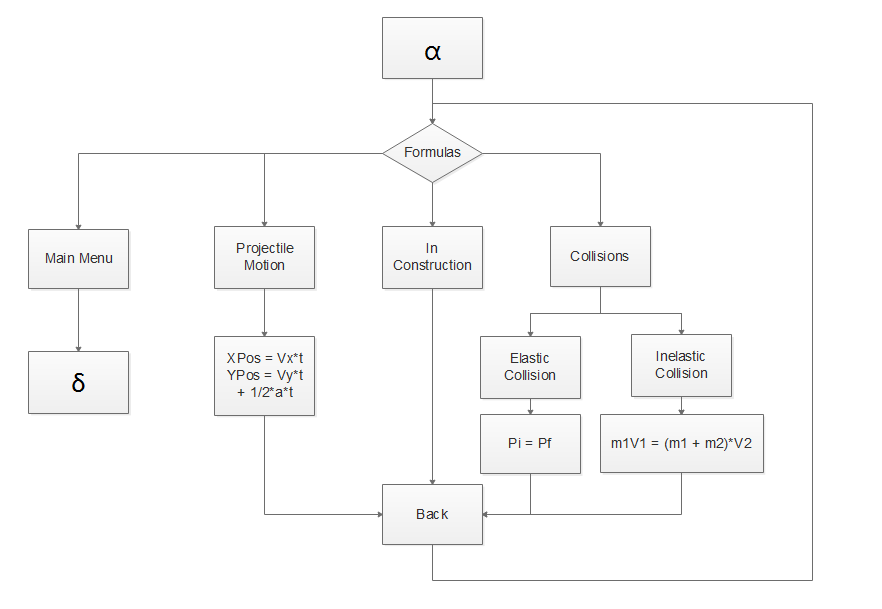 α
Formulas
Main Menu
Projectile
Motion
In
Construction
Collisions
δ
XPos = Vx*t
YPos = Vy*t
+ 1/2*a*t
Elastic
Collision
Inelastic
Collision
Pi = Pf
m1V1 = (m1 + m2)*V2
Back